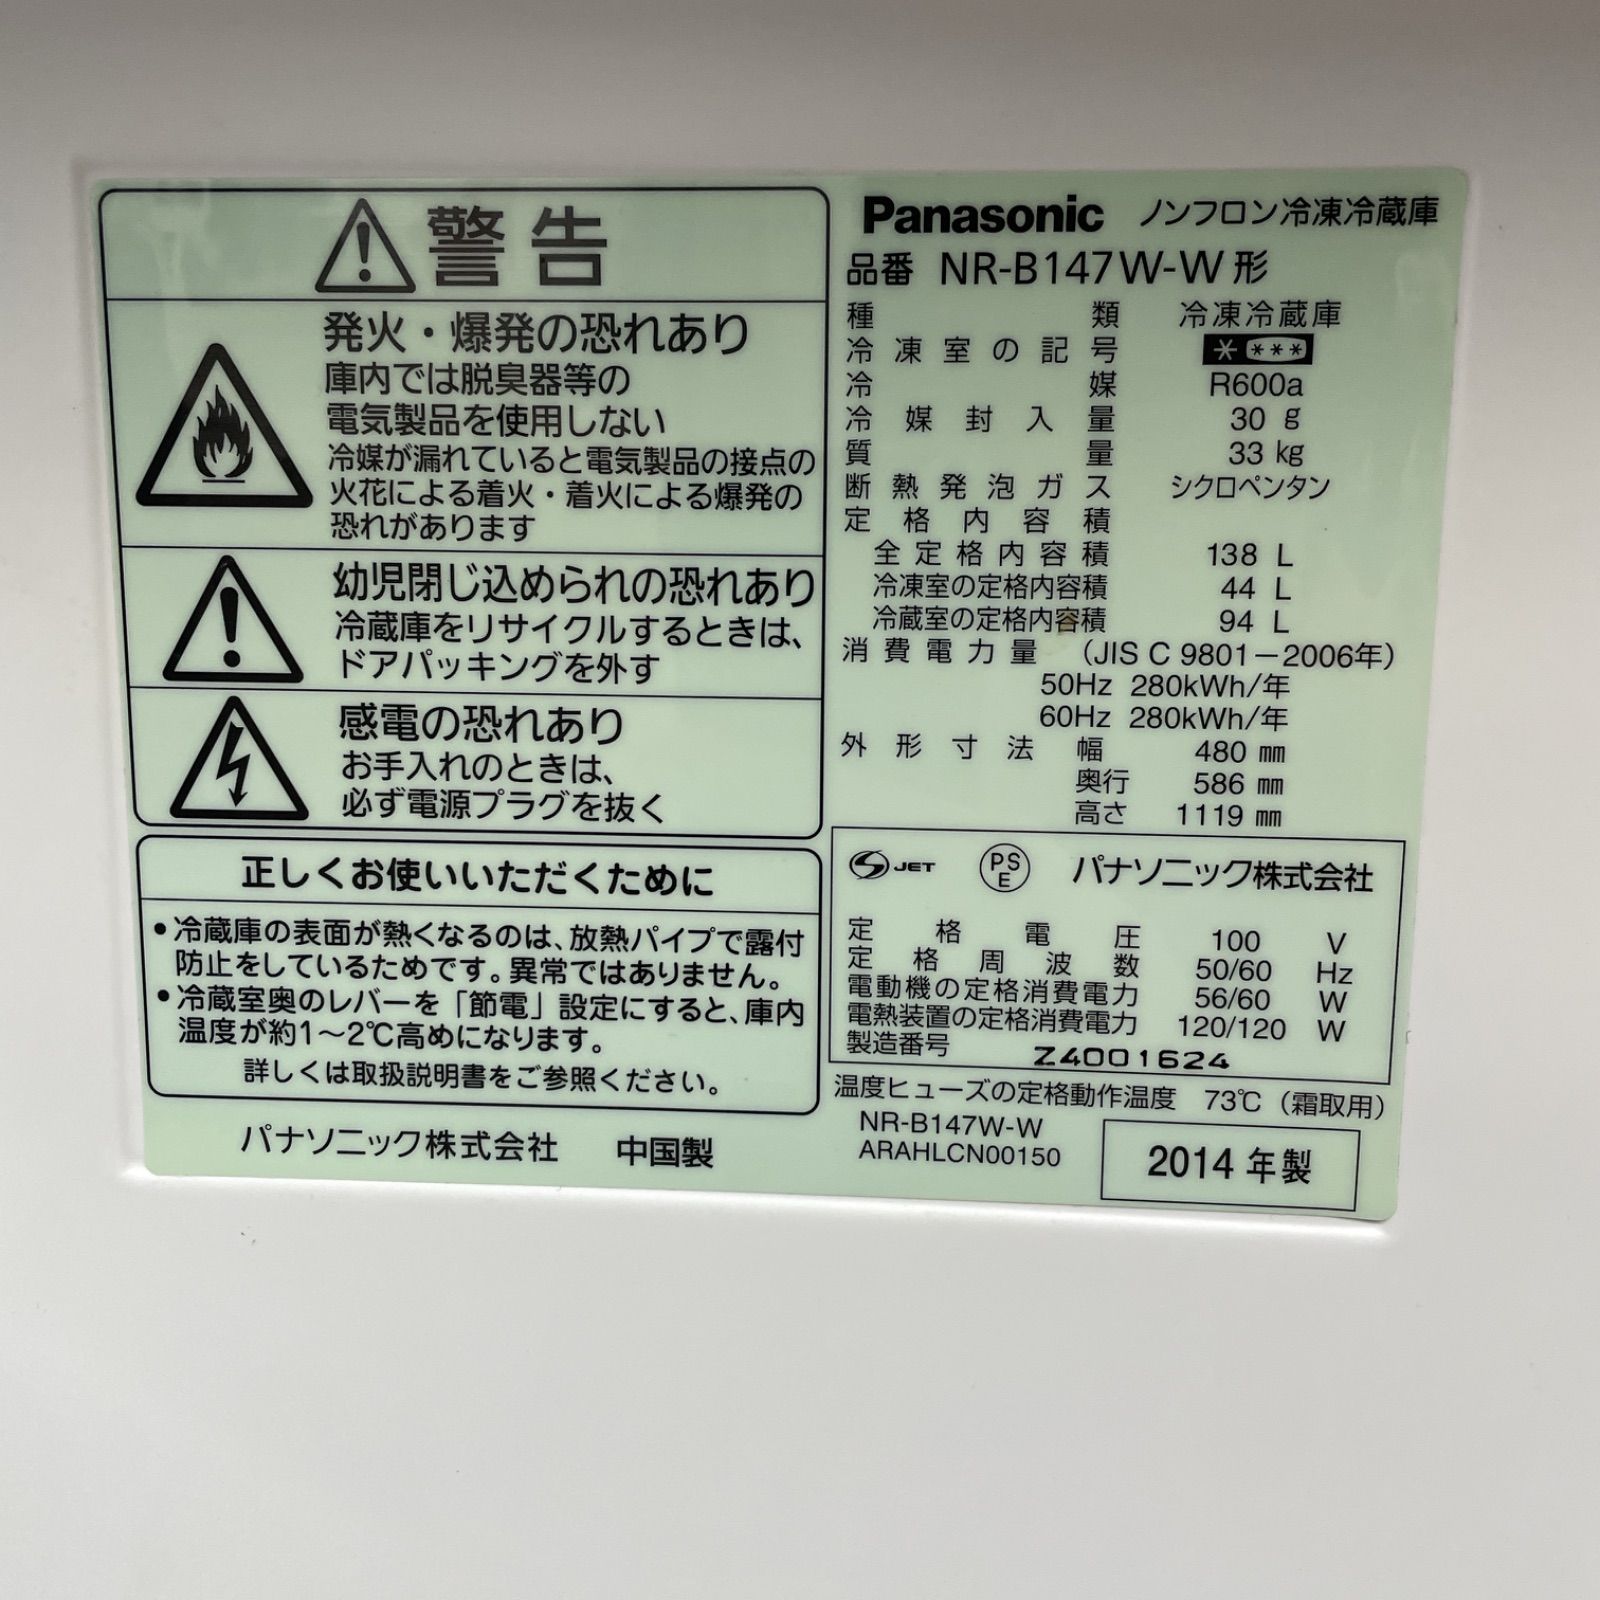 警告
発火・爆発の恐れあり
庫内では脱臭器等の
電気製品を使用しない
冷媒が漏れていると電気製品の接点の
火花による着火・着火による爆発の
恐れがあります
幼児閉じ込められの恐れあり
冷蔵庫をリサイクルするときは、
ドアパッキングを外す
感電の恐れあり
お手入れのときは、
必ず電源プラグを抜く
正しくお使いいただくために
•冷蔵庫の表面が熱くなるのは、放熱パイプで露付
防止をしているためです。異常ではありません。
•冷蔵室奥のレバーを「節電」設定にすると、庫内
温度が約1~2℃高めになります。
詳しくは取扱説明書をご参照ください。
パナソニック株式会社 中国製
Panasonic ノンフロン冷凍冷蔵庫
品番 NR-B147W-W形
種類 冷凍冷蔵庫
冷凍室の記号 * ***
冷媒 R600a
冷媒封入量 30 g
質量 33 kg
断熱発泡ガス シクロペンタン
定格内容積
全定格内容積 138 L
冷凍室の定格内容積 44 L
冷蔵室の定格内容積 94 L
消費電力量 (JIS C 9801-2006年)
50Hz 280kWh/年
60Hz 280kWh/年
外形寸法 幅 480 mm
奥行 586 mm
高さ 1119 mm
S JET PSE パナソニック株式会社
定格電圧 100 V
定格周波数 50/60 Hz
電動機の定格消費電力 56/60 W
電熱装置の定格消費電力 120/120 W
製造番号 Z4001624
温度ヒューズの定格動作温度 73℃ (霜取用)
NR-B147W-W
ARAHLCN00150
2014年製